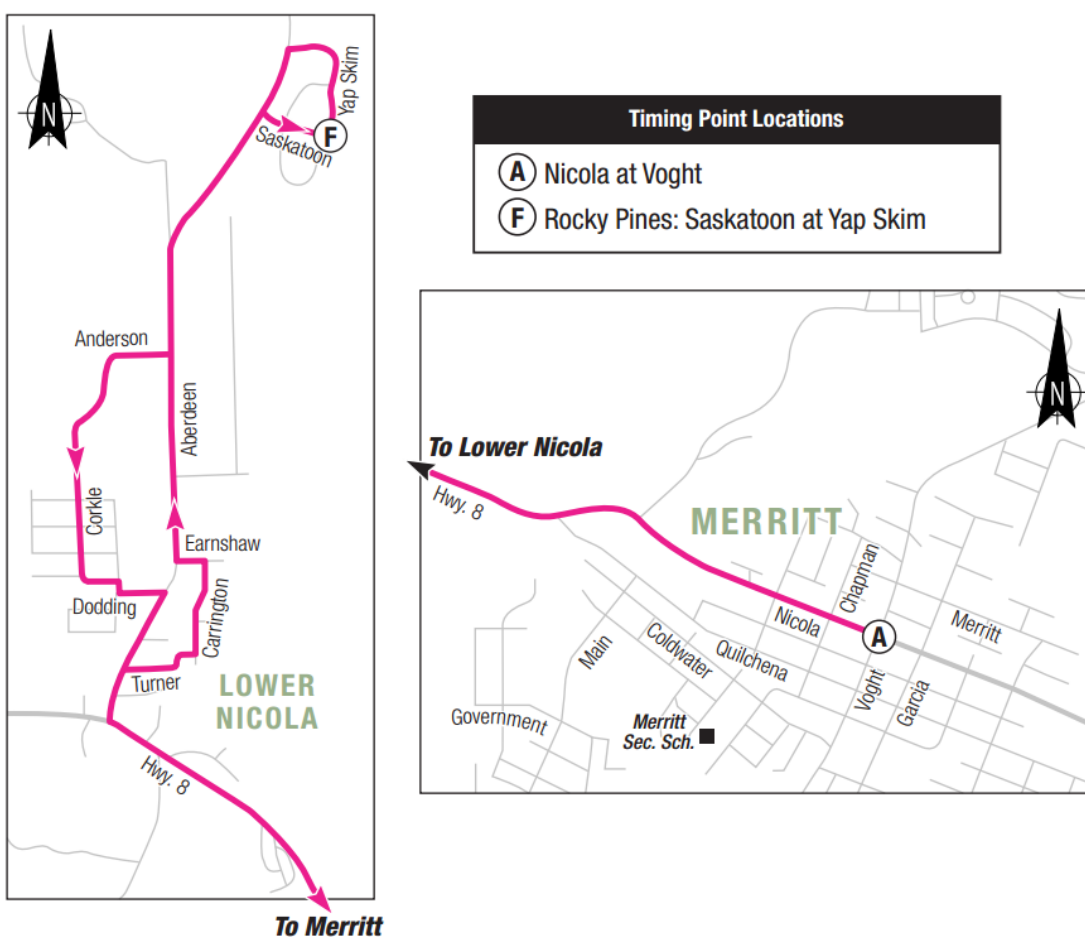 N
Yap Skim
F
Saskatoon
Anderson
Aberdeen
Corkle
Earnshaw
Dodding
Carrington
Turner
LOWER
NICOLA
Hwy. 8
To Merritt
Timing Point Locations
A Nicola at Voght
F Rocky Pines: Saskatoon at Yap Skim
N
To Lower Nicola
Hwy. 8
MERRITT
Chapman
Nicola
A
Merritt
Main
Coldwater
Quilchena
Voght
Garcia
Government
Merritt
Sec. Sch.